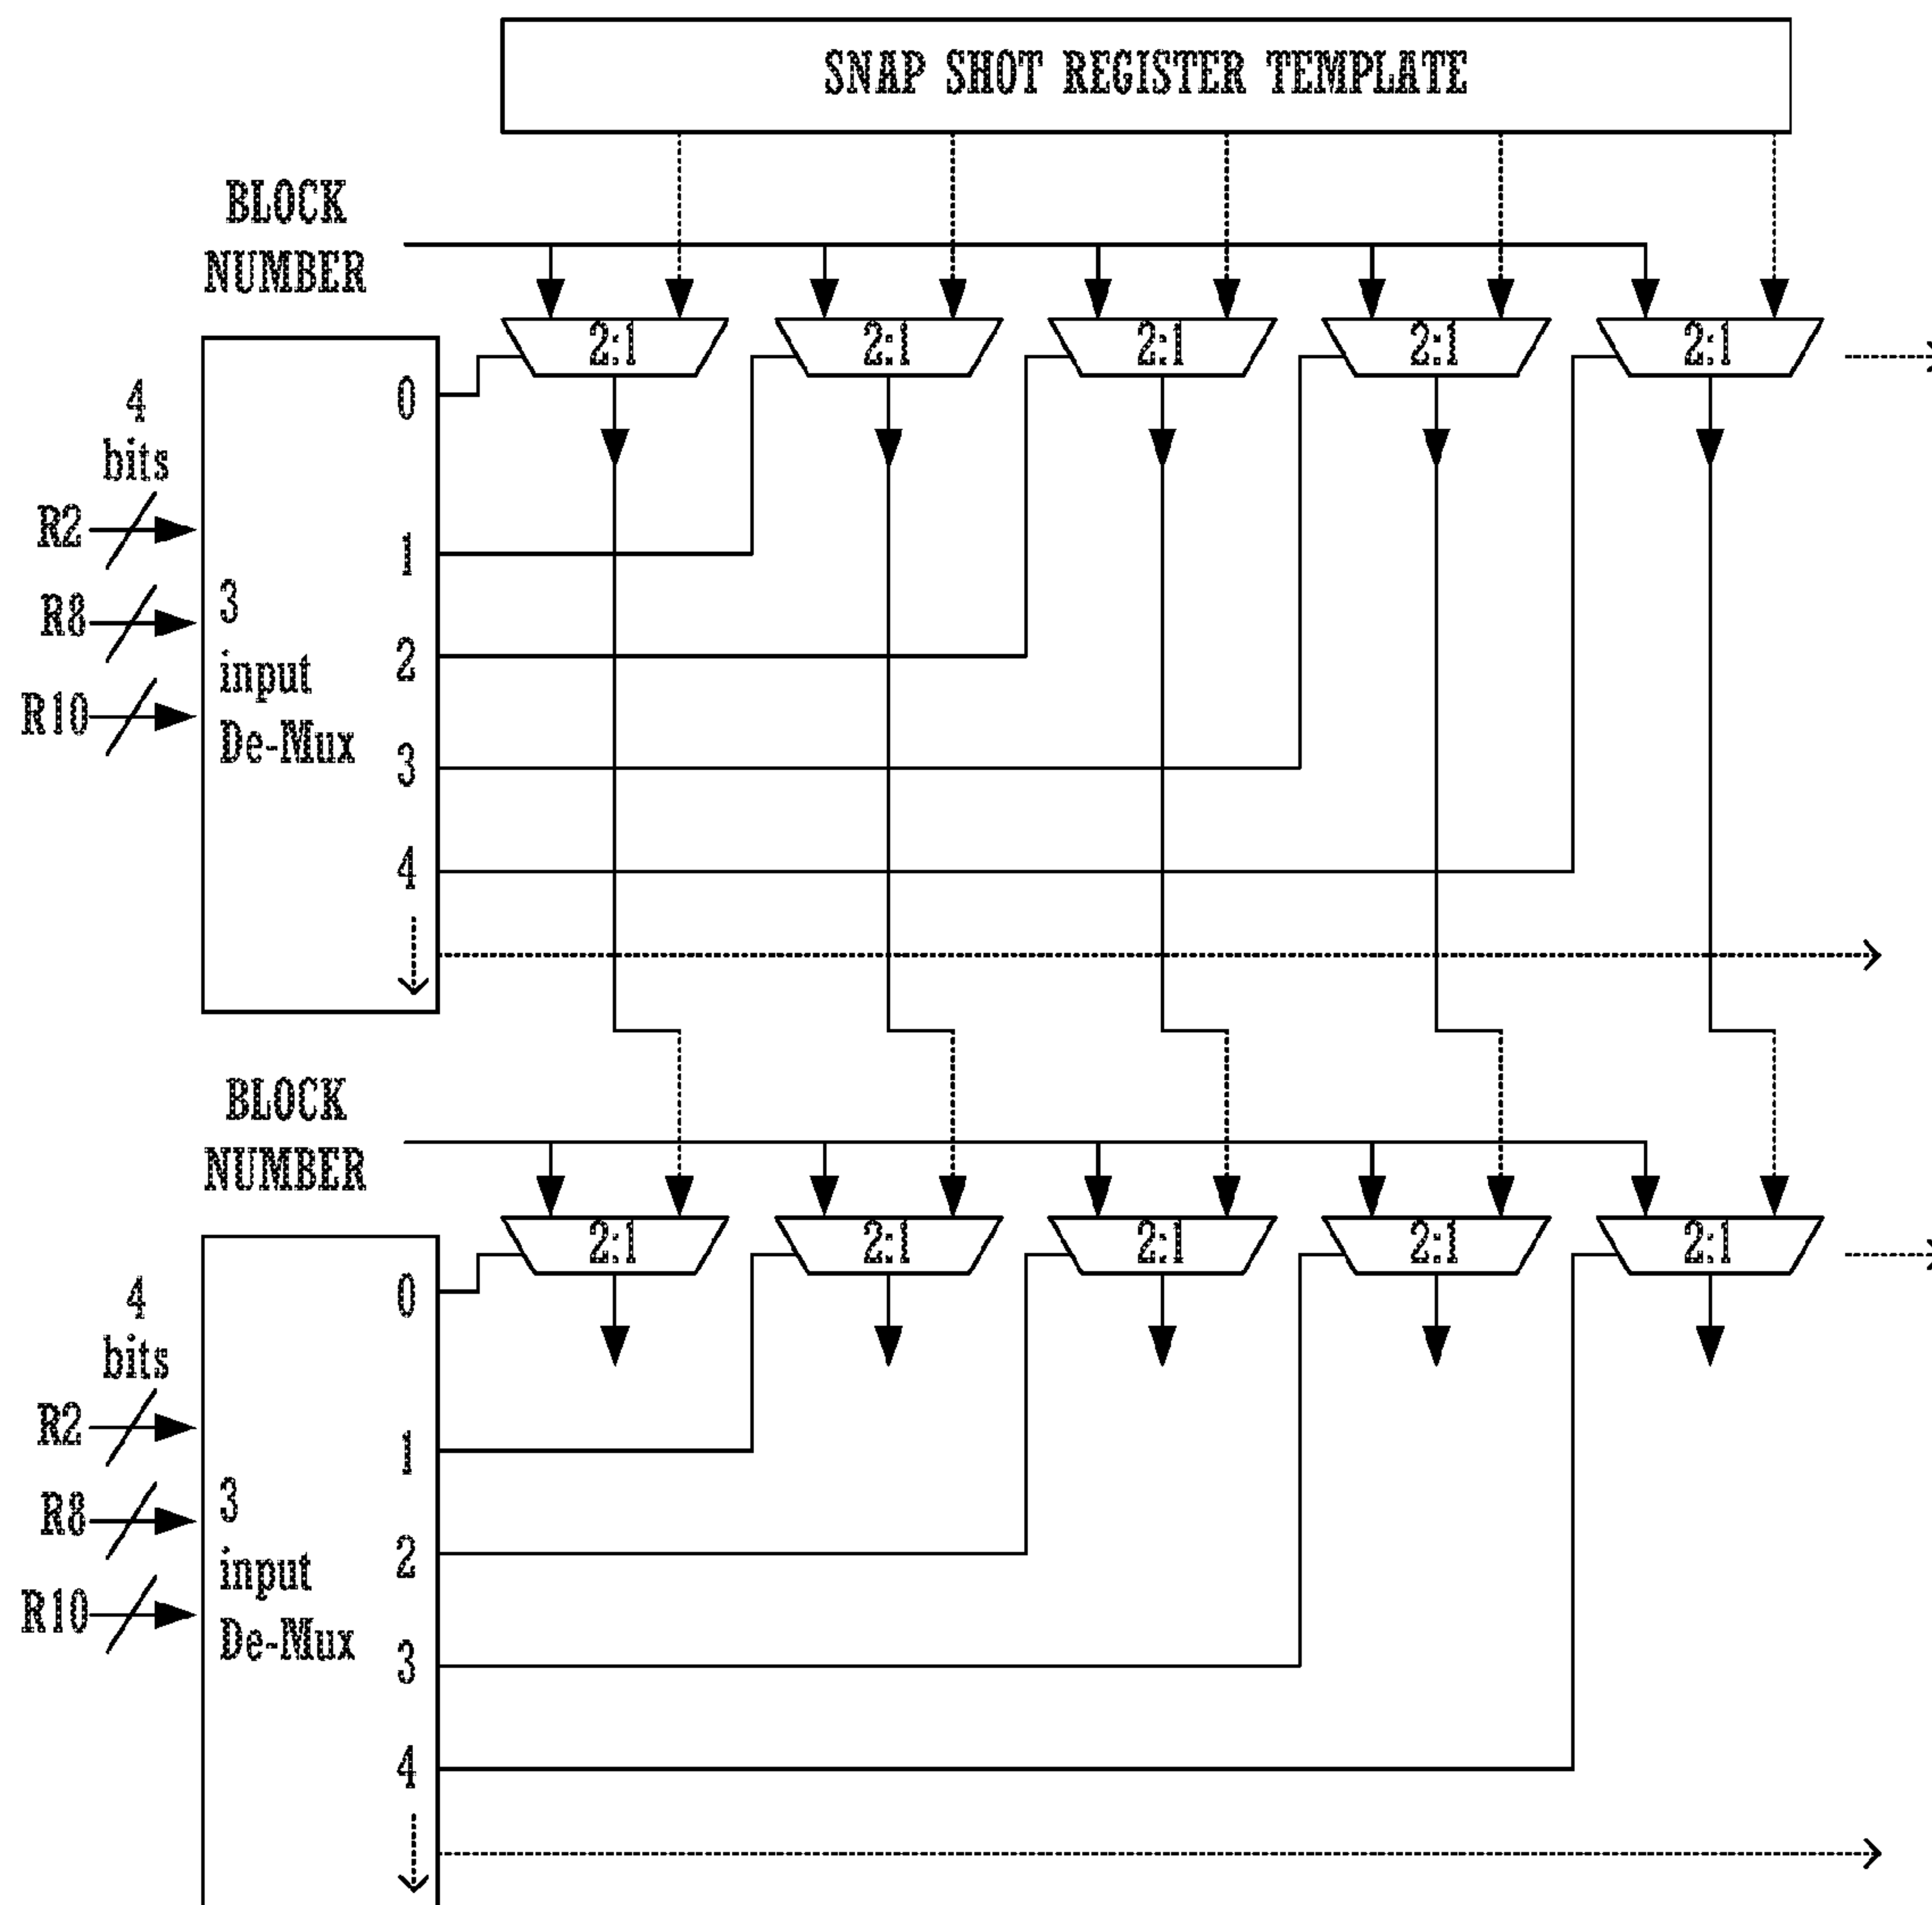 SNAP SHOT REGISTER TEMPLATE
BLOCK
NUMBER
2:1 2:1 2:1 2:1 2:1
4
bits
R2
R8
R10
3
input
De-Mux
0
1
2
3
4
BLOCK
NUMBER
2:1 2:1 2:1 2:1 2:1
4
bits
R2
R8
R10
3
input
De-Mux
0
1
2
3
4